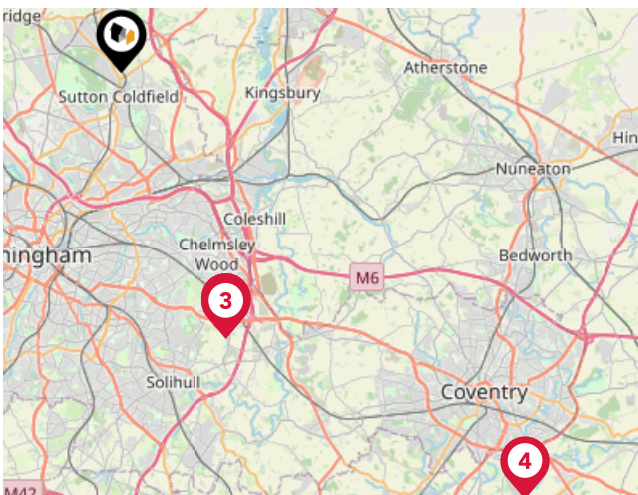 ridge
Atherstone
Sutton Coldfield
Kingsbury
Hin
Nuneaton
Coleshill
Chelmsley
Wood
ningham
Bedworth
M6
3
Solihull
Coventry
4
M42